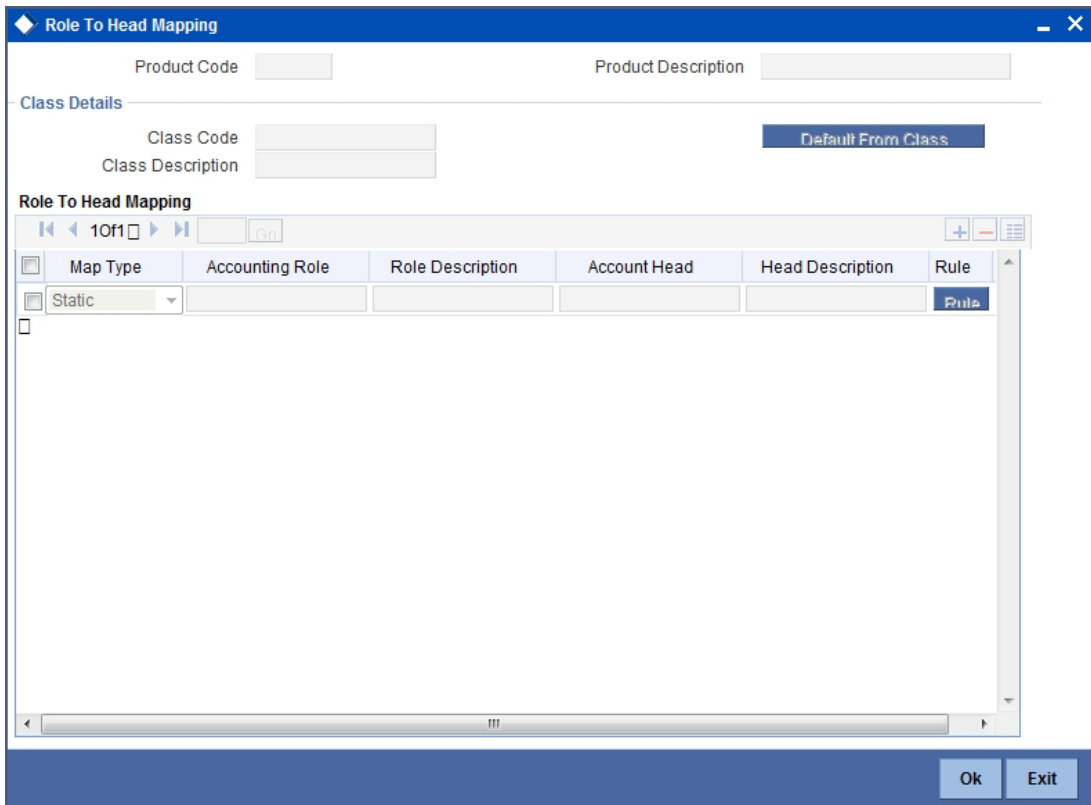 Role To Head Mapping
Product Code
Product Description
Class Details
Class Code
Default From Class
Class Description
Role To Head Mapping
1Of1
Go
Map Type Accounting Role Role Description Account Head Head Description Rule
Static Rule
Ok Exit